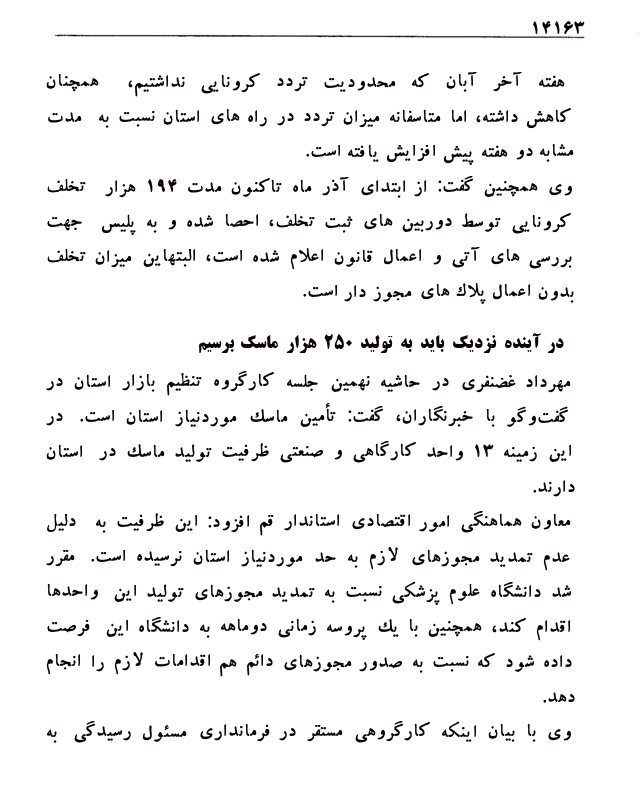 ۱۴۱۶۳
هفته آخر آبان که محدودیت تردد کرونایی نداشتیم، همچنان
کاهش داشته، اما متاسفانه میزان تردد در راه های استان نسبت به مدت
مشابه دو هفته پیش افزایش یافته است.
وی همچنین گفت: از ابتدای آذر ماه تاکنون مدت ۱۹۴ هزار تخلف
کرونایی توسط دوربین های ثبت تخلف، احصا شده و به پلیس جهت
بررسی های آتی و اعمال قانون اعلام شده است، البتهاین میزان تخلف
بدون اعمال پلاك های مجوز دار است.
در آینده نزدیک باید به تولید ۲۵۰ هزار ماسک برسیم
مهرداد غضنفری در حاشیه نهمین جلسه کارگروه تنظیم بازار استان در
گفت‌وگو با خبرنگاران، گفت: تأمین ماسك موردنیاز استان است. در
این زمینه ۱۳ واحد کارگاهی و صنعتی ظرفیت تولید ماسك در استان
دارند.
معاون هماهنگی امور اقتصادی استاندار قم افزود: این ظرفیت به دلیل
عدم تمدید مجوزهای لازم به حد موردنیاز استان نرسیده است. مقرر
شد دانشگاه علوم پزشکی نسبت به تمدید مجوزهای تولید این واحدها
اقدام کند، همچنین با یك پروسه زمانی دوماهه به دانشگاه این فرصت
داده شود که نسبت به صدور مجوزهای دائم هم اقدامات لازم را انجام
دهد.
وی با بیان اینکه کارگروهی مستقر در فرمانداری مسئول رسیدگی به